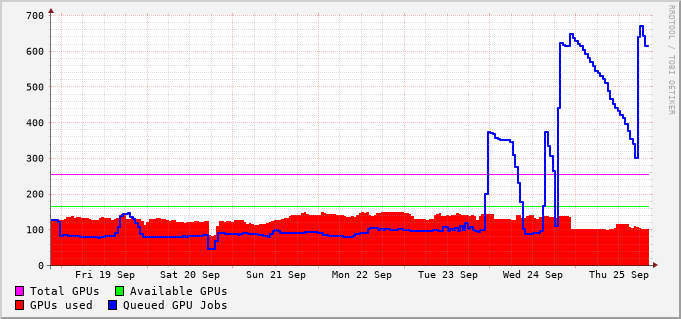 700
600
500
400
300
200
100
0
Fri 19 Sep Sat 20 Sep Sun 21 Sep Mon 22 Sep Tue 23 Sep Wed 24 Sep Thu 25 Sep
Total GPUs Available GPUs
GPUs used Queued GPU Jobs
RRDTOOL / TOBI OETIKER